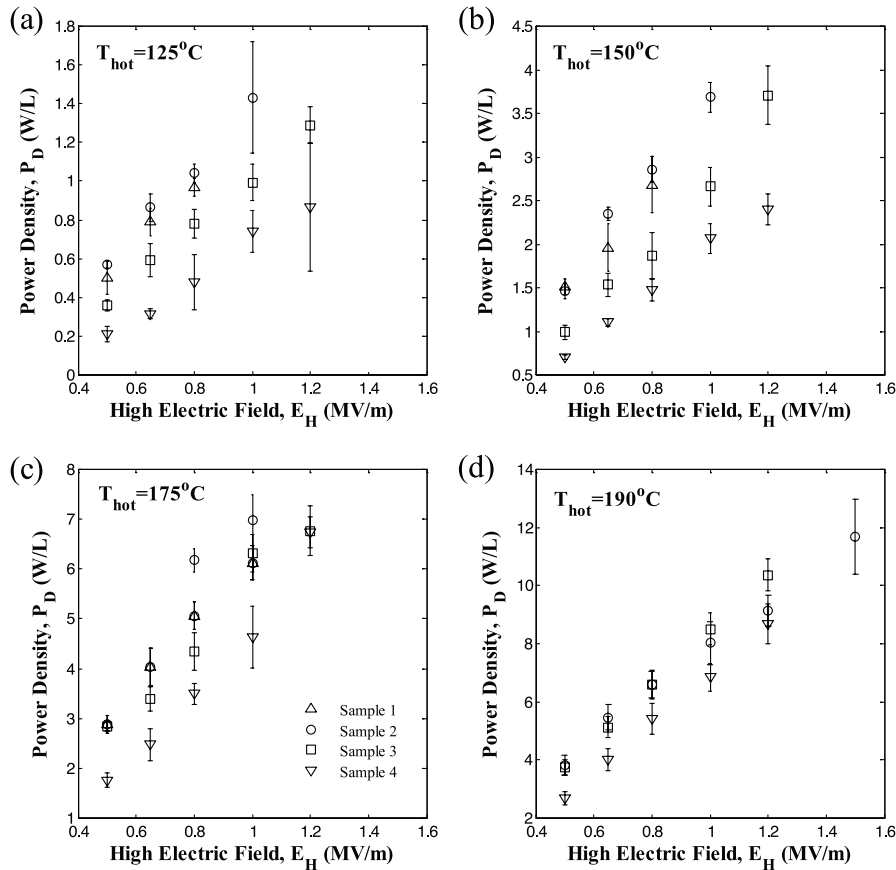 (a)
T_hot=125°C
1.8
1.6
1.4
1.2
1
0.8
0.6
0.4
0.2
0
Power Density, P_D (W/L)
0.4 0.6 0.8 1 1.2 1.4 1.6
High Electric Field, E_H (MV/m)
(b)
T_hot=150°C
4.5
4
3.5
3
2.5
2
1.5
1
0.5
Power Density, P_D (W/L)
0.4 0.6 0.8 1 1.2 1.4 1.6
High Electric Field, E_H (MV/m)
(c)
T_hot=175°C
8
7
6
5
4
3
2
1
Power Density, P_D (W/L)
Sample 1
Sample 2
Sample 3
Sample 4
0.4 0.6 0.8 1 1.2 1.4 1.6
High Electric Field, E_H (MV/m)
(d)
T_hot=190°C
14
12
10
8
6
4
2
0
Power Density, P_D (W/L)
0.4 0.6 0.8 1 1.2 1.4 1.6
High Electric Field, E_H (MV/m)